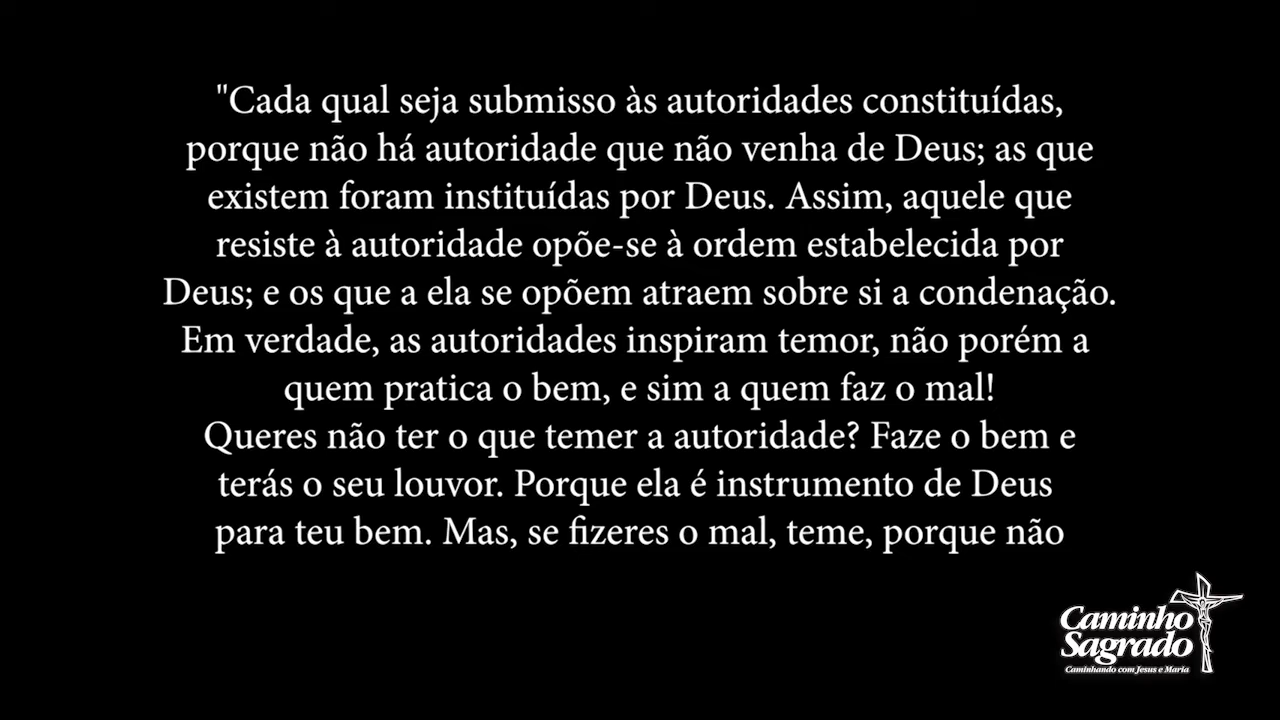 "Cada qual seja submisso às autoridades constituídas,
porque não há autoridade que não venha de Deus; as que
existem foram instituídas por Deus. Assim, aquele que
resiste à autoridade opõe-se à ordem estabelecida por
Deus; e os que a ela se opõem atraem sobre si a condenação.
Em verdade, as autoridades inspiram temor, não porém a
quem pratica o bem, e sim a quem faz o mal!
Queres não ter o que temer a autoridade? Faze o bem e
terás o seu louvor. Porque ela é instrumento de Deus
para teu bem. Mas, se fizeres o mal, teme, porque não
Caminho
Sagrado
Caminhando com Jesus e Maria